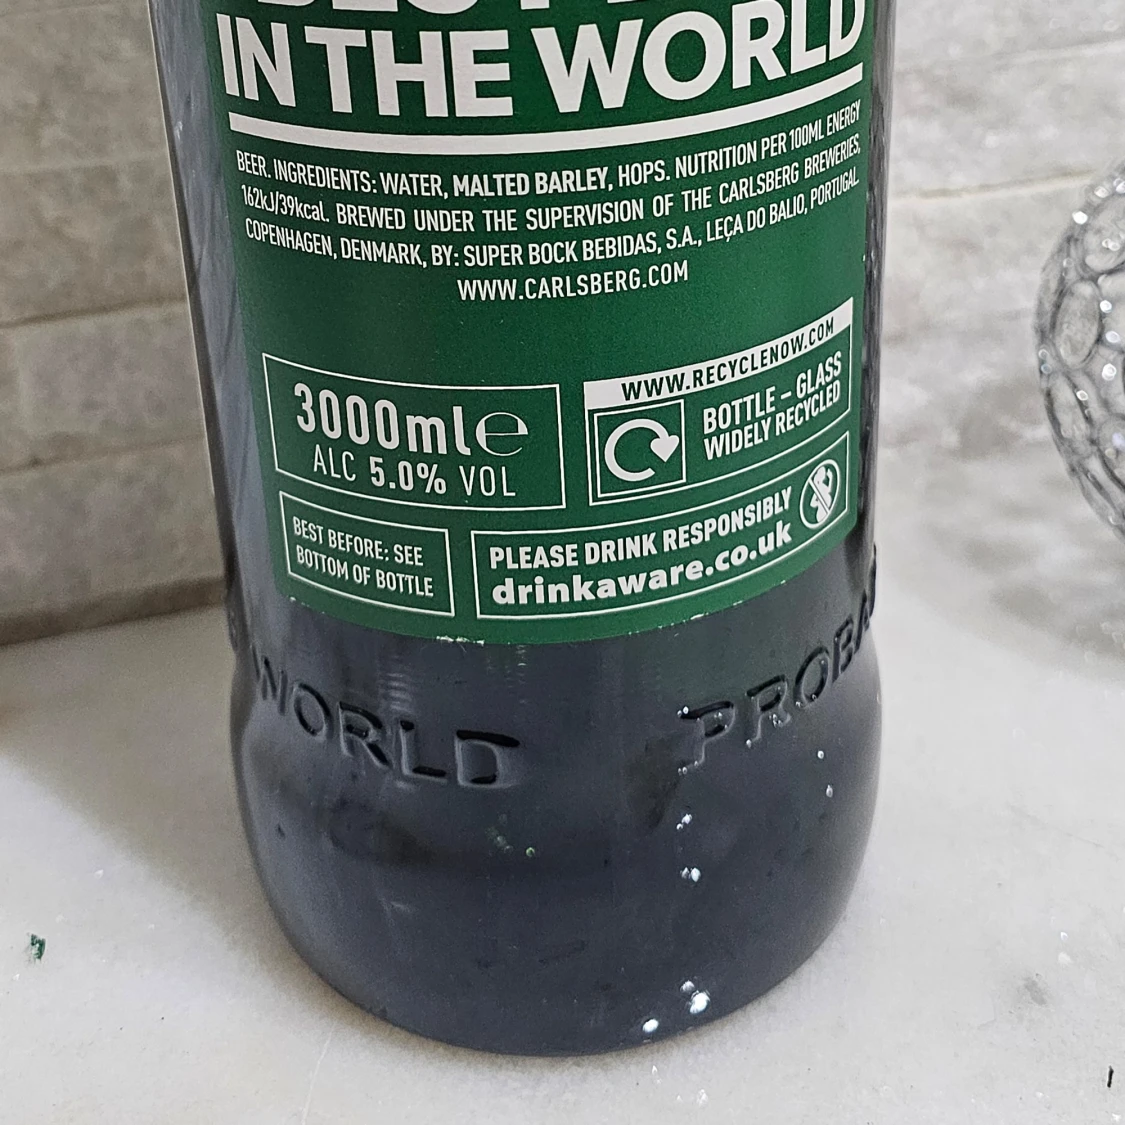 IN THE WORLD
BEER. INGREDIENTS: WATER, MALTED BARLEY, HOPS. NUTRITION PER 100ML ENERGY
162kJ/39kcal. BREWED UNDER THE SUPERVISION OF THE CARLSBERG BREWERIES,
COPENHAGEN, DENMARK, BY: SUPER BOCK BEBIDAS, S.A., LEÇA DO BALIO, PORTUGAL.
WWW.CARLSBERG.COM
3000ml℮
ALC 5.0% VOL
WWW.RECYCLENOW.COM
BOTTLE – GLASS
WIDELY RECYCLED
BEST BEFORE: SEE
BOTTOM OF BOTTLE
PLEASE DRINK RESPONSIBLY
drinkaware.co.uk
WORLD PROBA